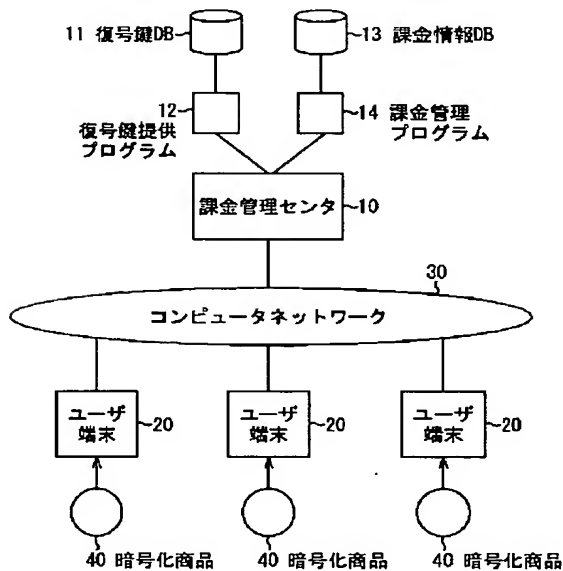 11 復号鍵DB
13 課金情報DB
12
復号鍵提供
プログラム
14 課金管理
プログラム
課金管理センタ
10
30
コンピュータネットワーク
ユーザ
端末
20
ユーザ
端末
20
ユーザ
端末
20
40 暗号化商品
40 暗号化商品
40 暗号化商品